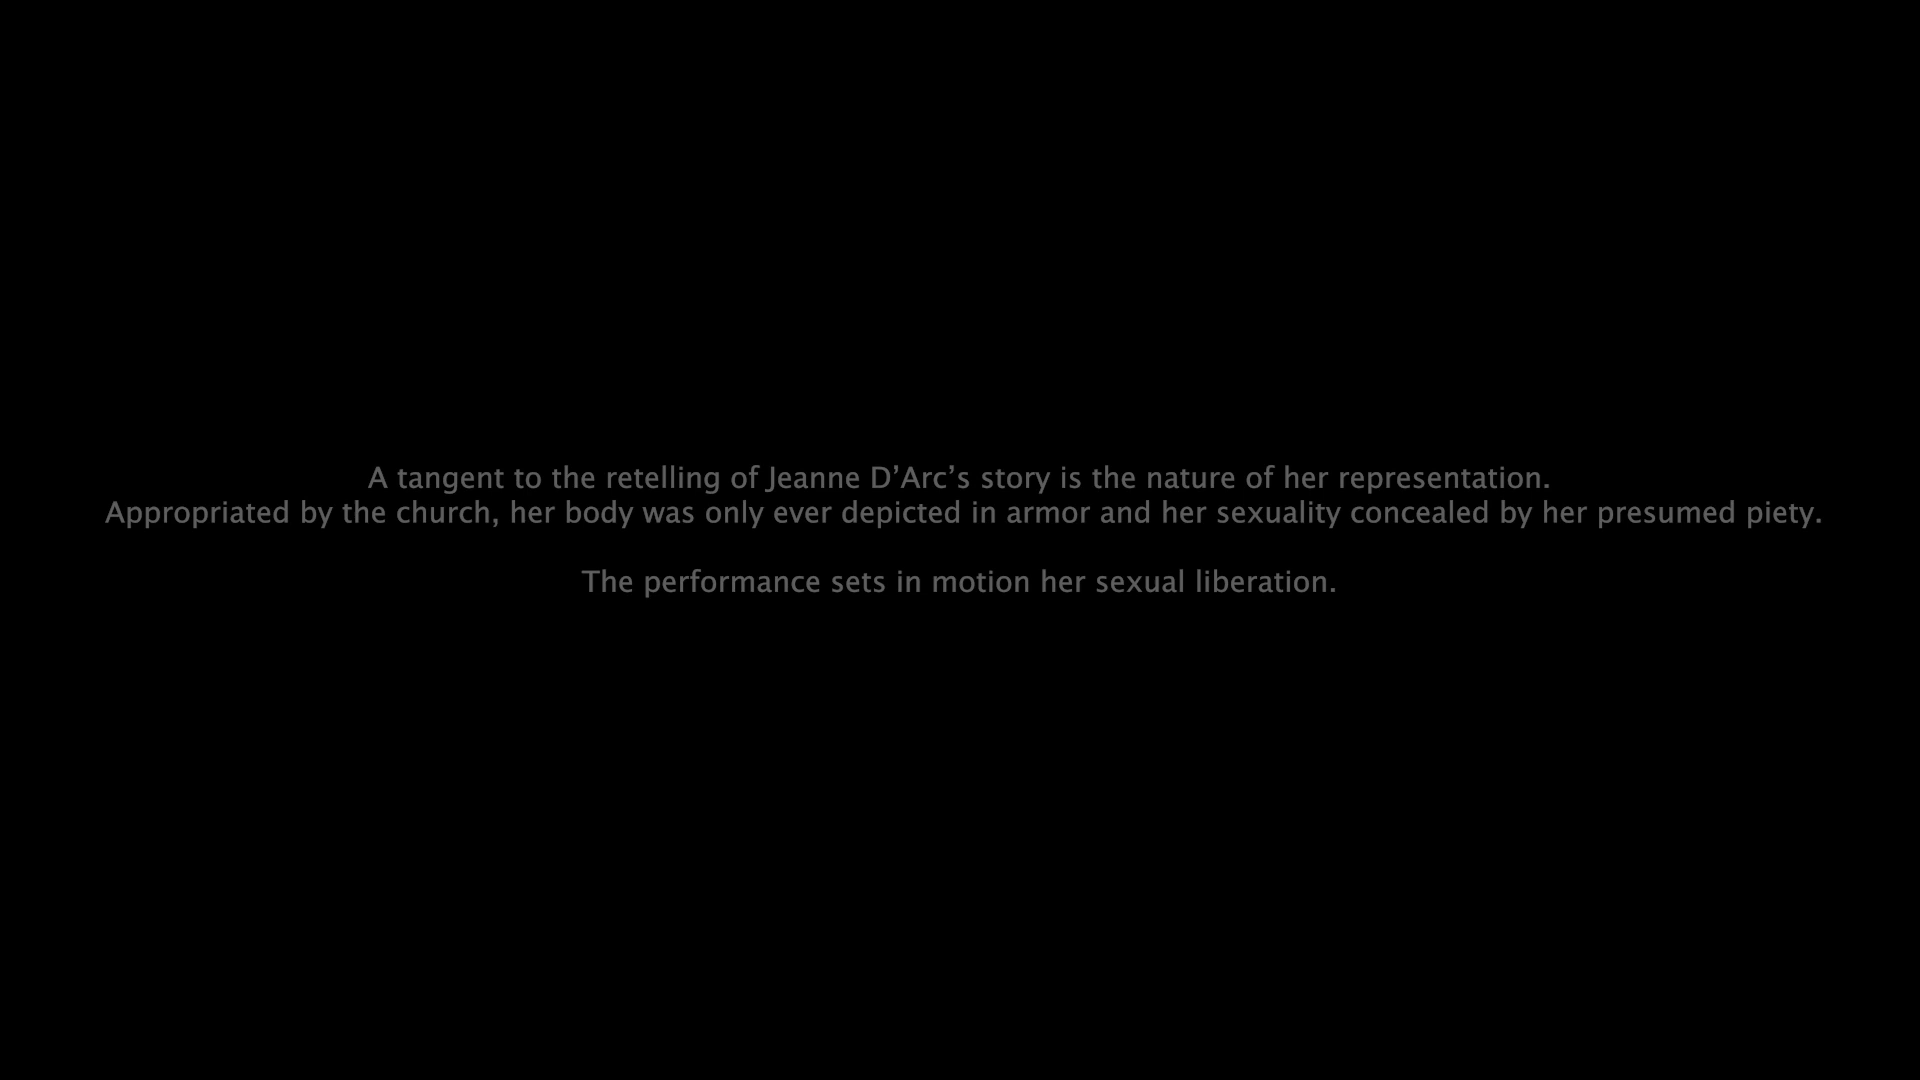 A tangent to the retelling of Jeanne D’Arc’s story is the nature of her representation.
Appropriated by the church, her body was only ever depicted in armor and her sexuality concealed by her presumed piety.
The performance sets in motion her sexual liberation.